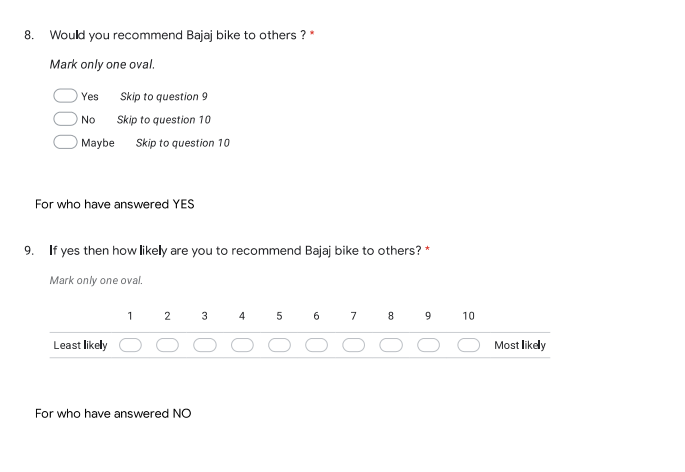 8. Would you recommend Bajaj bike to others ? *
Mark only one oval.
Yes Skip to question 9
No Skip to question 10
Maybe Skip to question 10
For who have answered YES
9. If yes then how likely are you to recommend Bajaj bike to others? *
Mark only one oval.
1 2 3 4 5 6 7 8 9 10
Least likely Most likely
For who have answered NO